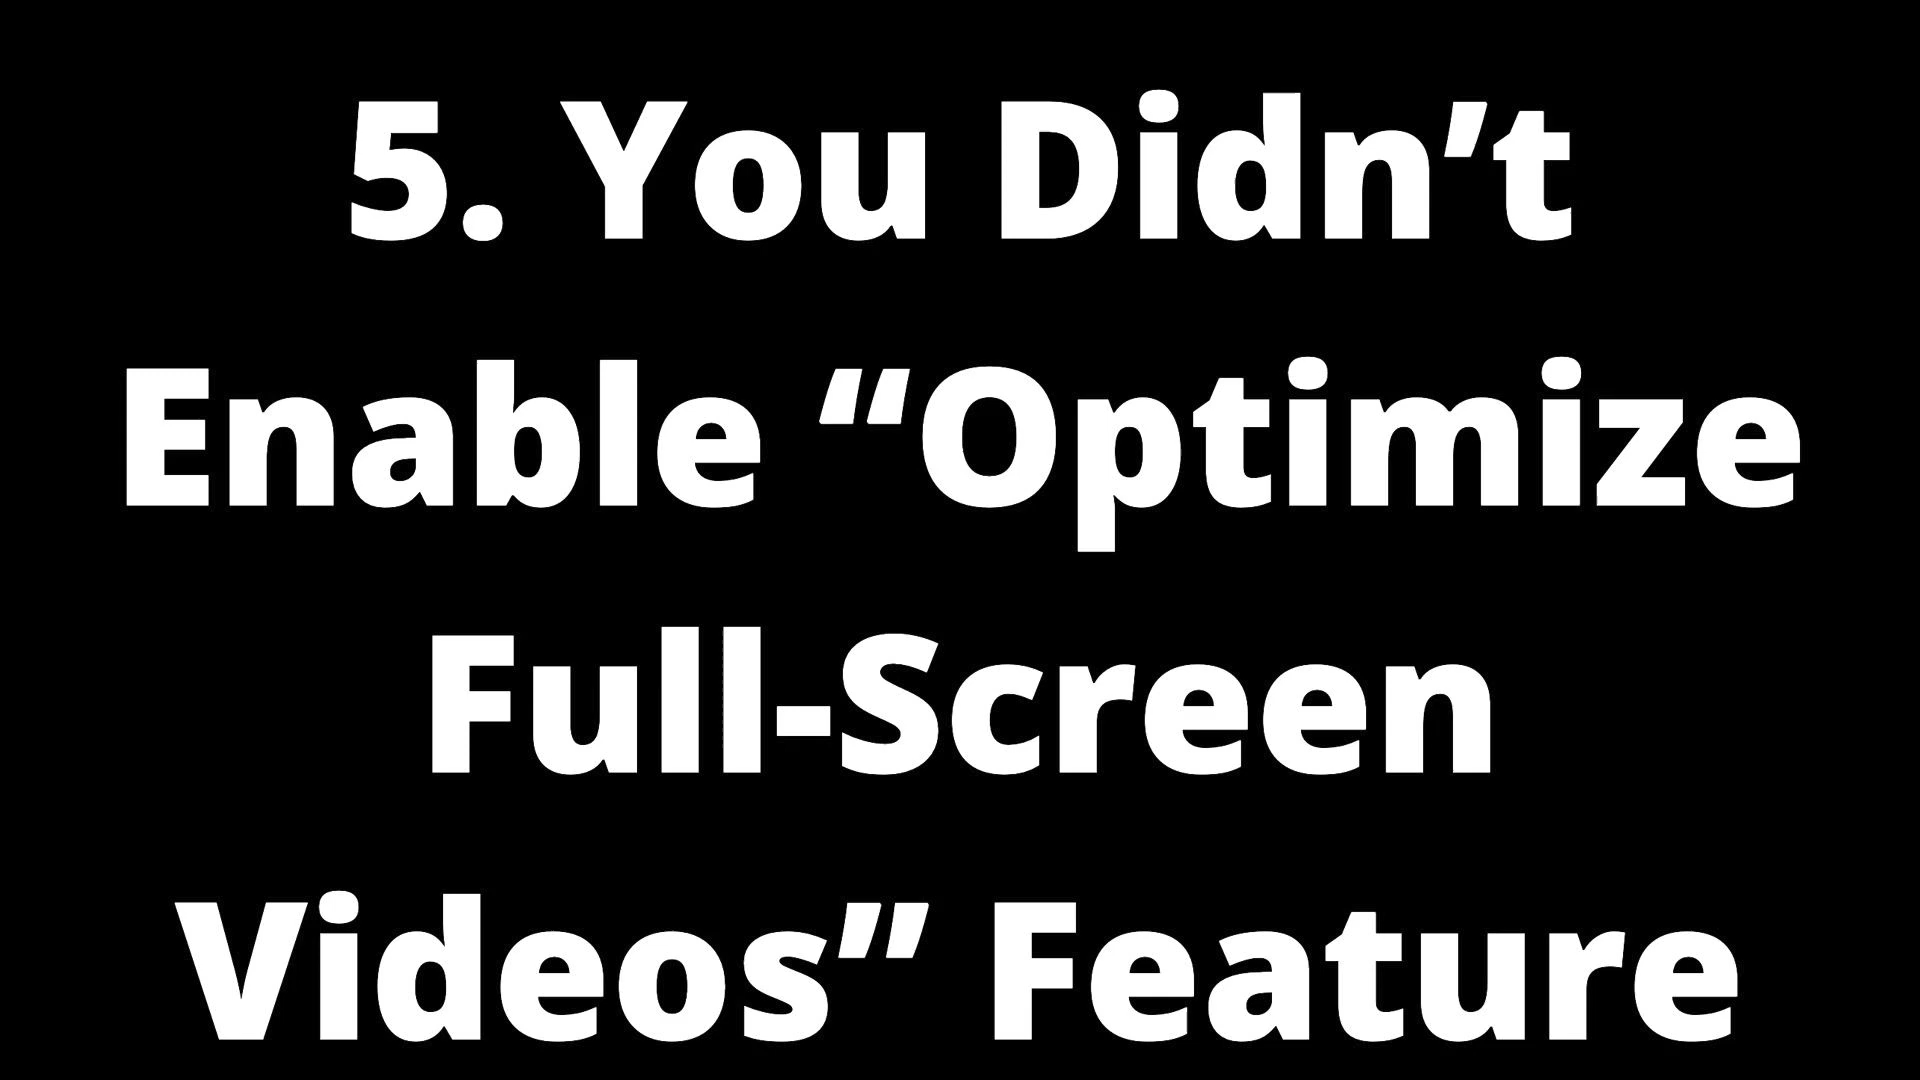 5. You Didn’t
Enable “Optimize
Full-Screen
Videos” Feature